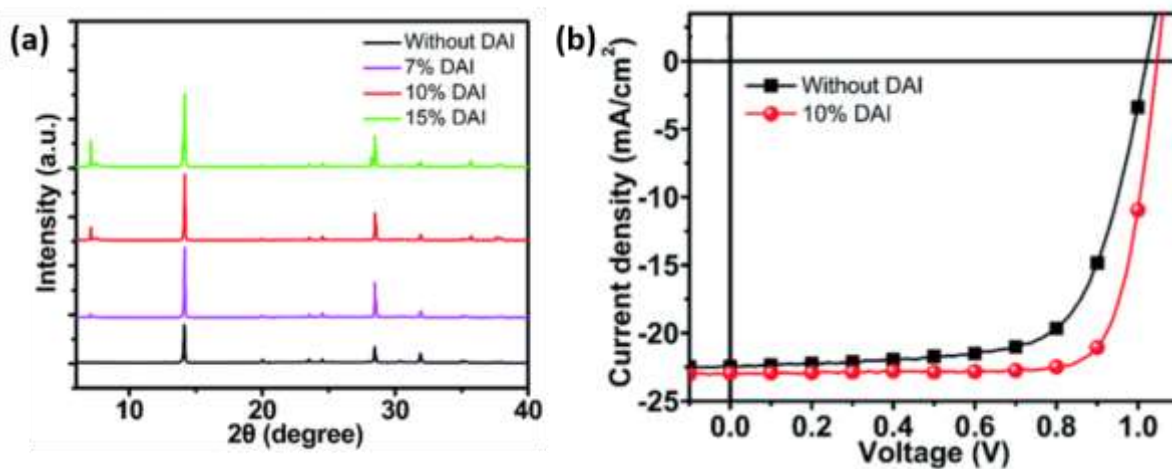 (a)
Without DAI
7% DAI
10% DAI
15% DAI
Intensity (a.u.)
10 20 30 40
2θ (degree)
(b)
Without DAI
10% DAI
Currrent density (mA/cm²)
0
-5
-10
-15
-20
-25
0.0 0.2 0.4 0.6 0.8 1.0
Voltage (V)